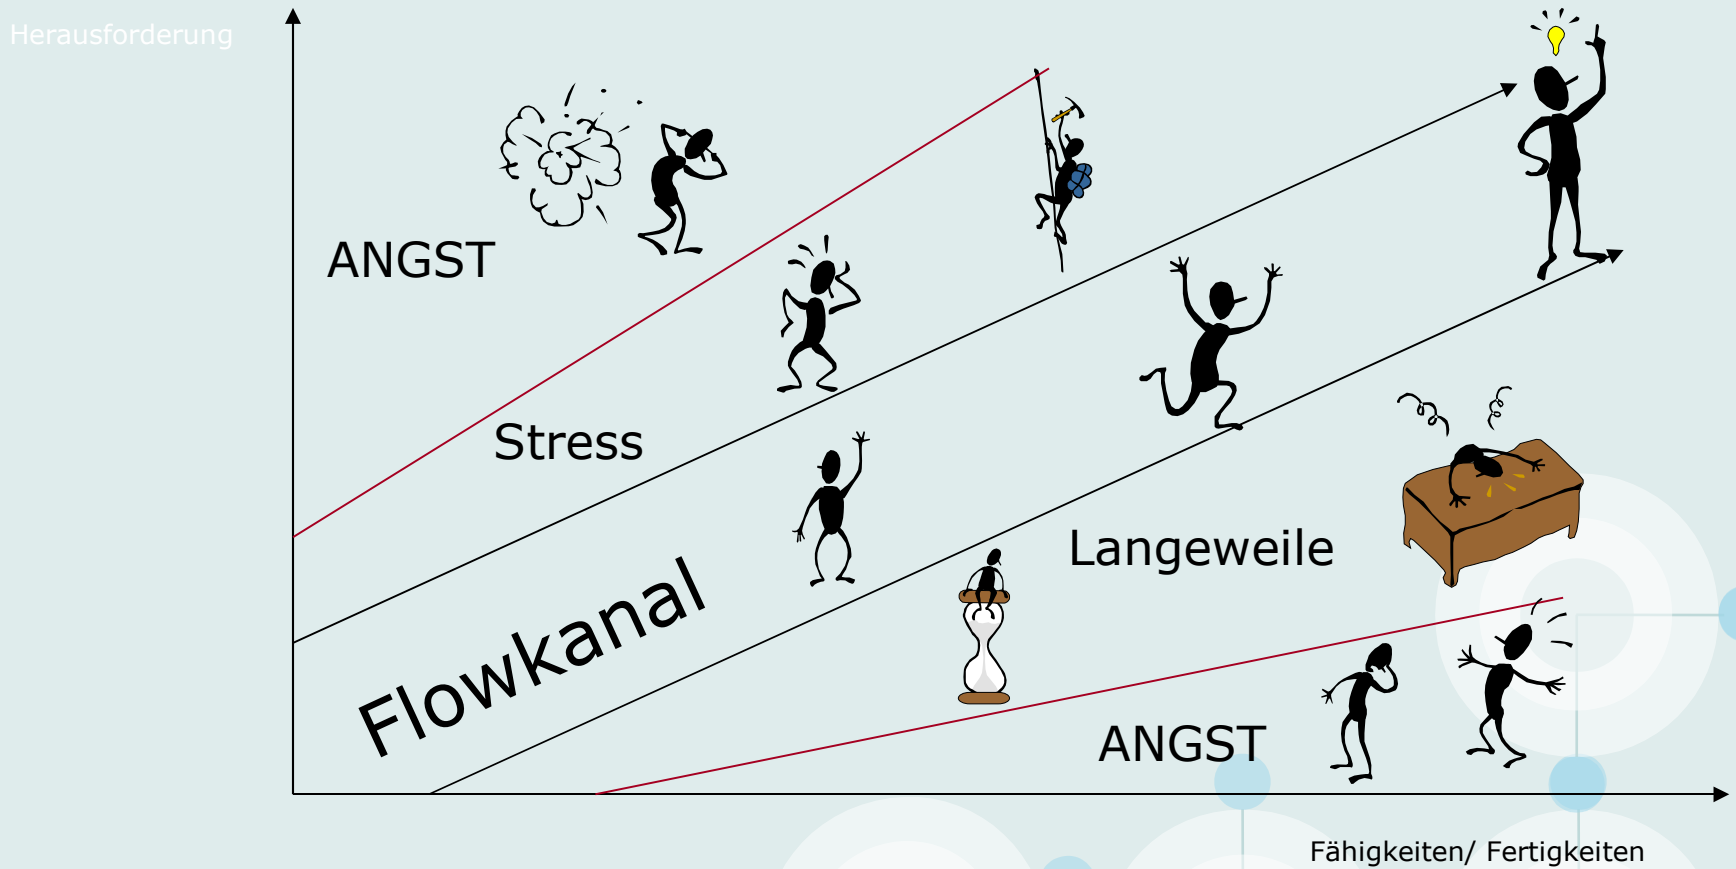 Herausforderung
ANGST
Stress
Flowkanal
Langeweile
ANGST
Fähigkeiten/ Fertigkeiten